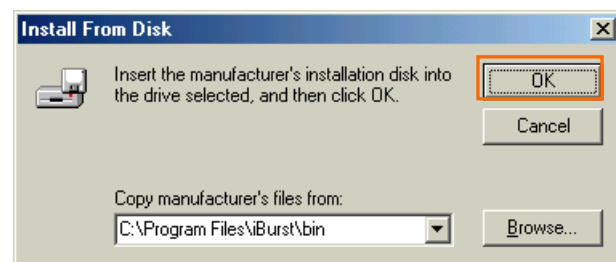 Install From Disk
Insert the manufacturer's installation disk into
the drive selected, and then click OK.
OK
Cancel
Copy manufacturer's files from:
C:\Program Files\iBurst\bin
Browse...